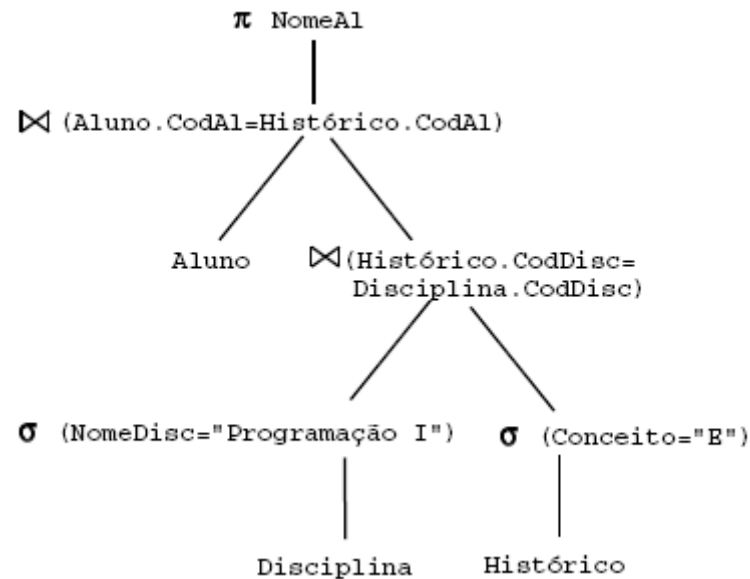 π NomeAl
⋈ (Aluno.CodAl=Histórico.CodAl)
Aluno
⋈(Histórico.CodDisc=
Disciplina.CodDisc)
σ (NomeDisc="Programação I")
σ (Conceito="E")
Disciplina
Histórico